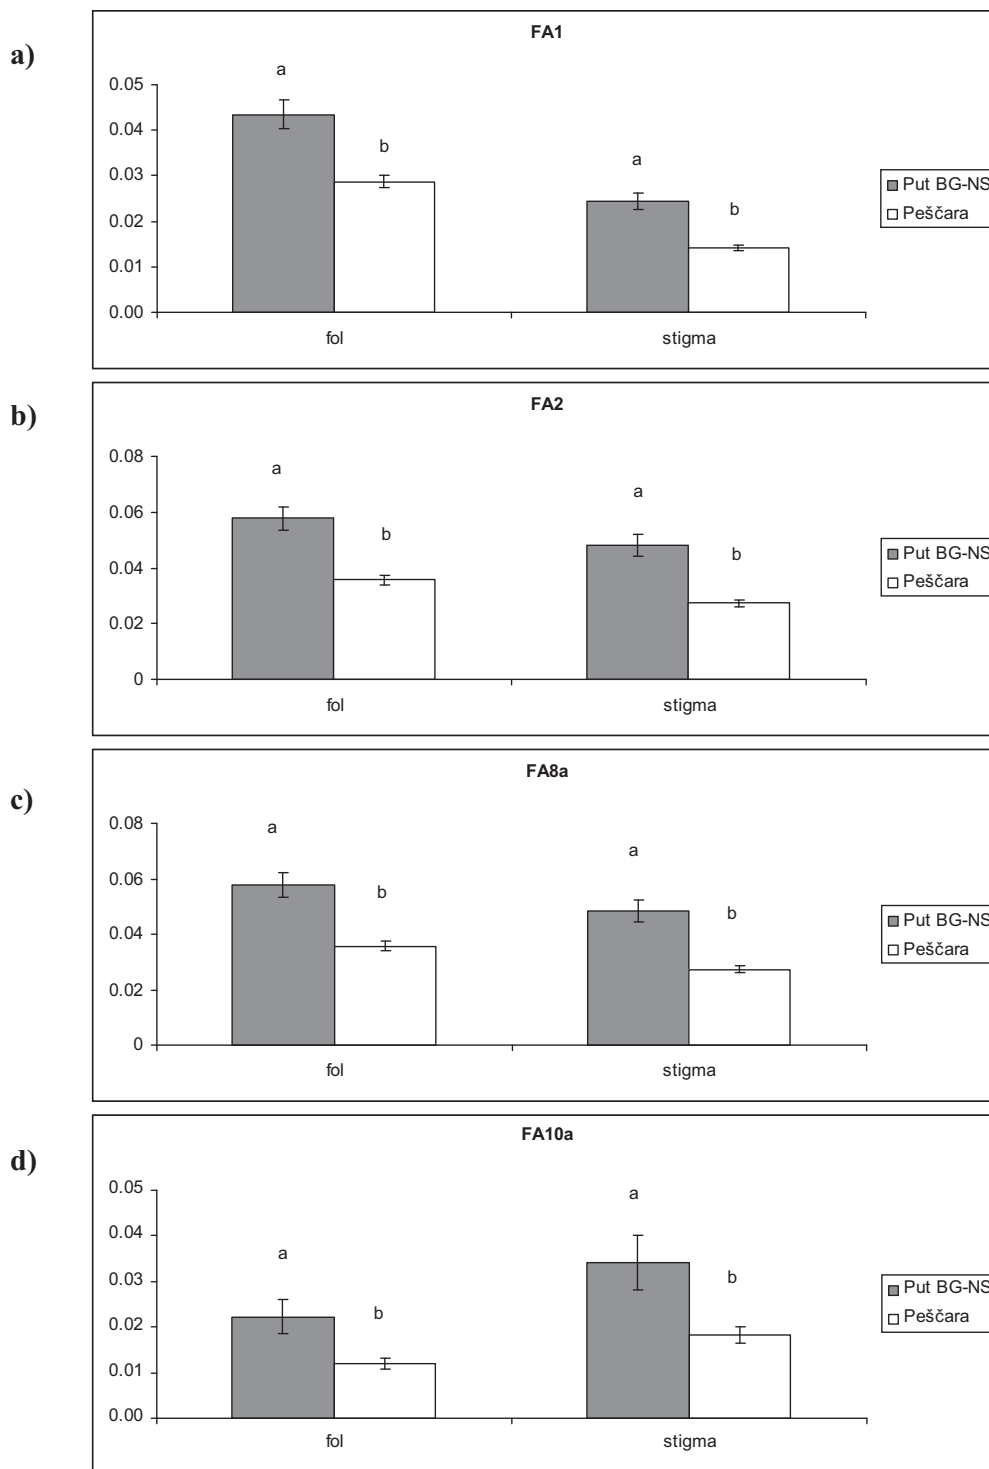 a)
FA1
0.05
0.04
0.03
0.02
0.01
0.00
a
b
a
b
fol
stigma
Put BG-NS
Peščara
b)
FA2
0.08
0.06
0.04
0.02
0
a
b
a
b
fol
stigma
Put BG-NS
Peščara
c)
FA8a
0.08
0.06
0.04
0.02
0
a
b
a
b
fol
stigma
Put BG-NS
Peščara
d)
FA10a
0.05
0.04
0.03
0.02
0.01
0.00
a
b
a
b
fol
stigma
Put BG-NS
Peščara